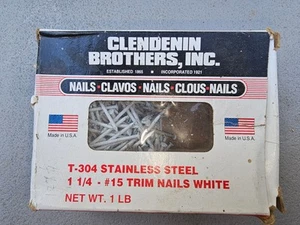 CLENDENIN
BROTHERS, INC.
ESTABLISHED 1865 • INCORPORATED 1921
NAILS•CLAVOS•NAILS•CLOUS•NAILS
Made in U.S.A. Made in U.S.A.
T-304 STAINLESS STEEL
1 1/4 - #15 TRIM NAILS WHITE
NET WT. 1 LB